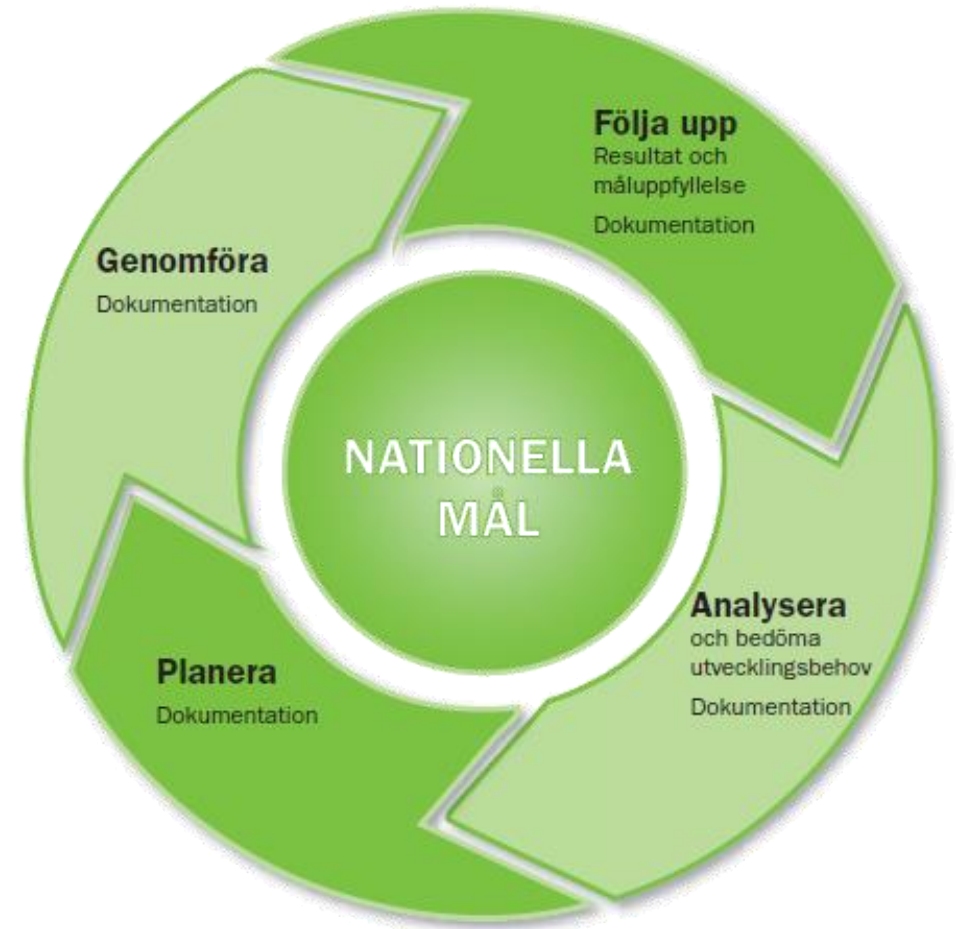 Följa upp
Resultat och
måluppfyllelse
Dokumentation
Genomföra
Dokumentation
NATIONELLA
MÅL
Analysera
och bedöma
utvecklingsbehov
Dokumentation
Planera
Dokumentation